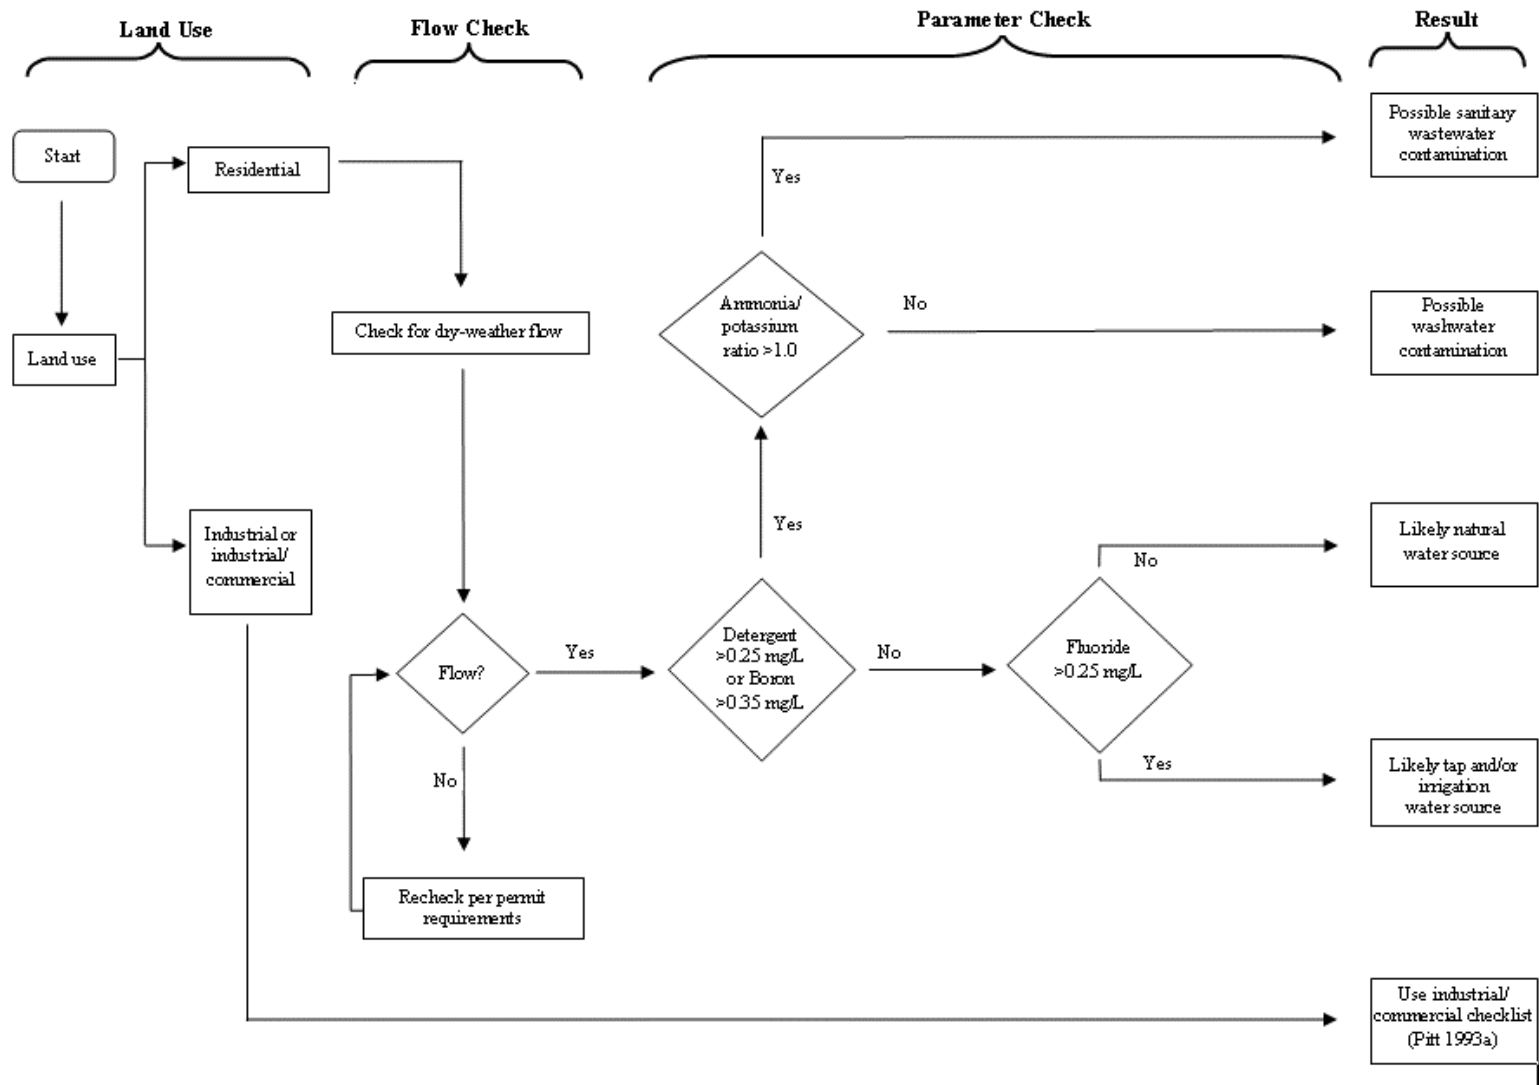 Land Use
Flow Check
Parameter Check
Result
Start
Land use
Residential
Industrial or
industrial/
commercial
Check for dry-weather flow
Flow?
Yes
No
Recheck per permit
requirements
Detergent
>0.25 mg/L
or Boron
>0.35 mg/L
Yes
No
Ammonia/
potassium
ratio >1.0
Yes
No
Fluoride
>0.25 mg/L
No
Yes
Possible sanitary
wastewater
contamination
Possible
washwater
contamination
Likely natural
water source
Likely tap and/or
irrigation
water source
Use industrial/
commercial checklist
(Pitt 1993a)